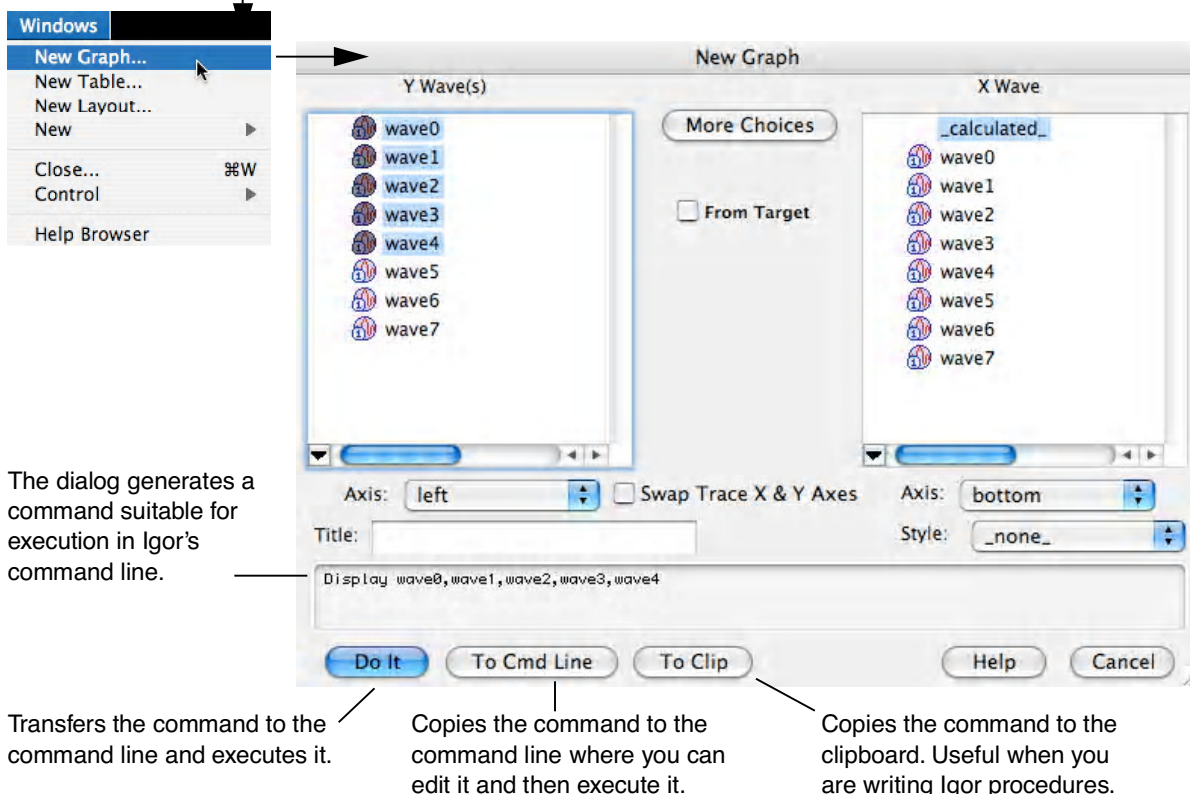 Windows
New Graph...
New Table...
New Layout...
New
Close... ⌘W
Control
Help Browser
New Graph
Y Wave(s)
wave0
wave1
wave2
wave3
wave4
wave5
wave6
wave7
More Choices
From Target
X Wave
_calculated_
wave0
wave1
wave2
wave3
wave4
wave5
wave6
wave7
Axis: left
Swap Trace X & Y Axes
Axis: bottom
Title:
Style: _none_
The dialog generates a
command suitable for
execution in Igor’s
command line.
Display wave0,wave1,wave2,wave3,wave4
Do It
To Cmd Line
To Clip
Help
Cancel
Transfers the command to the
command line and executes it.
Copies the command to the
command line where you can
edit it and then execute it.
Copies the command to the
clipboard. Useful when you
are writing Igor procedures.